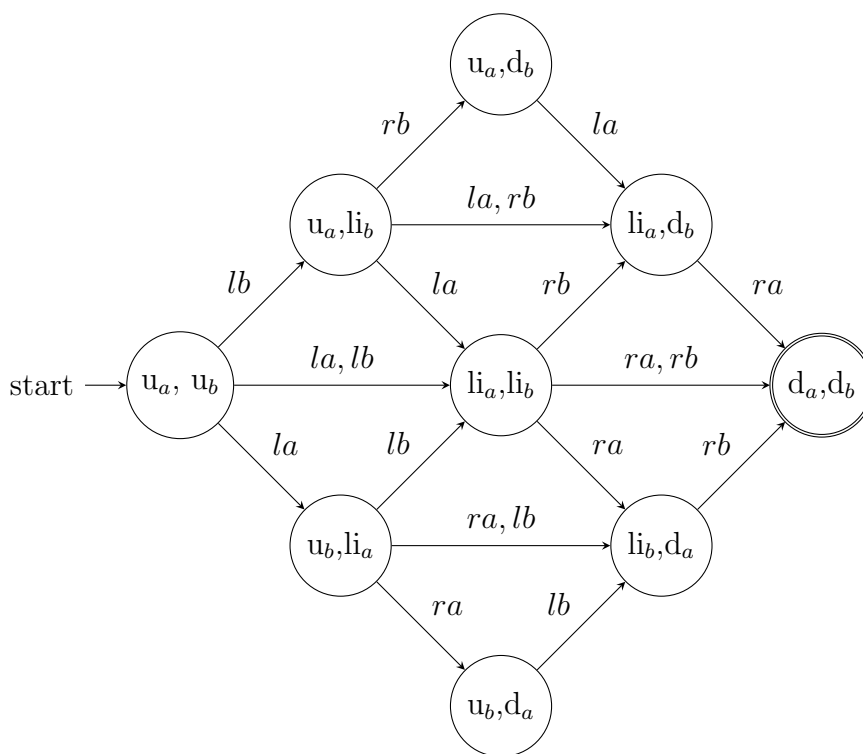 u_a,d_b
rb
la
u_a,li_b
la, rb
li_a,d_b
lb
la
rb
ra
start
u_a, u_b
la, lb
li_a,li_b
ra, rb
d_a,d_b
la
lb
ra
rb
u_b,li_a
ra, lb
li_b,d_a
ra
lb
u_b,d_a